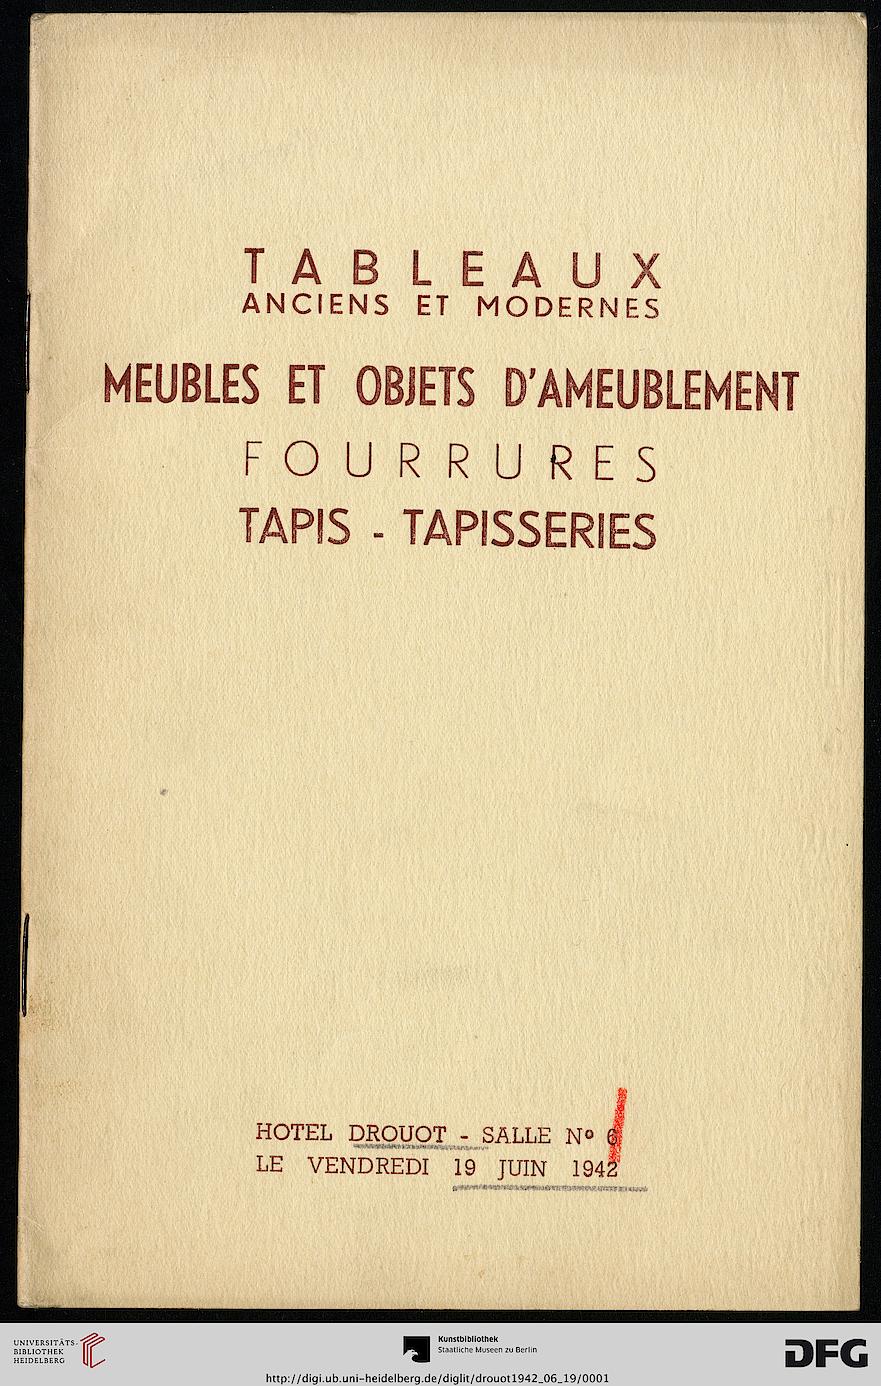 TABLEAUX
ANCIENS ET MODERNES
MEUBLES ET OBJETS D'AMEUBLEMENT
FOURRURES
TAPIS - TAPISSERIES
HOTEL DROUOT - SALLE Nº 6
LE VENDREDI 19 JUIN 1942
UNIVERSITÄTS-
BIBLIOTHEK
HEIDELBERG
Kunstbibliothek
Staatliche Museen zu Berlin
DFG
http://digi.ub.uni-heidelberg.de/diglit/drouot1942_06_19/0001